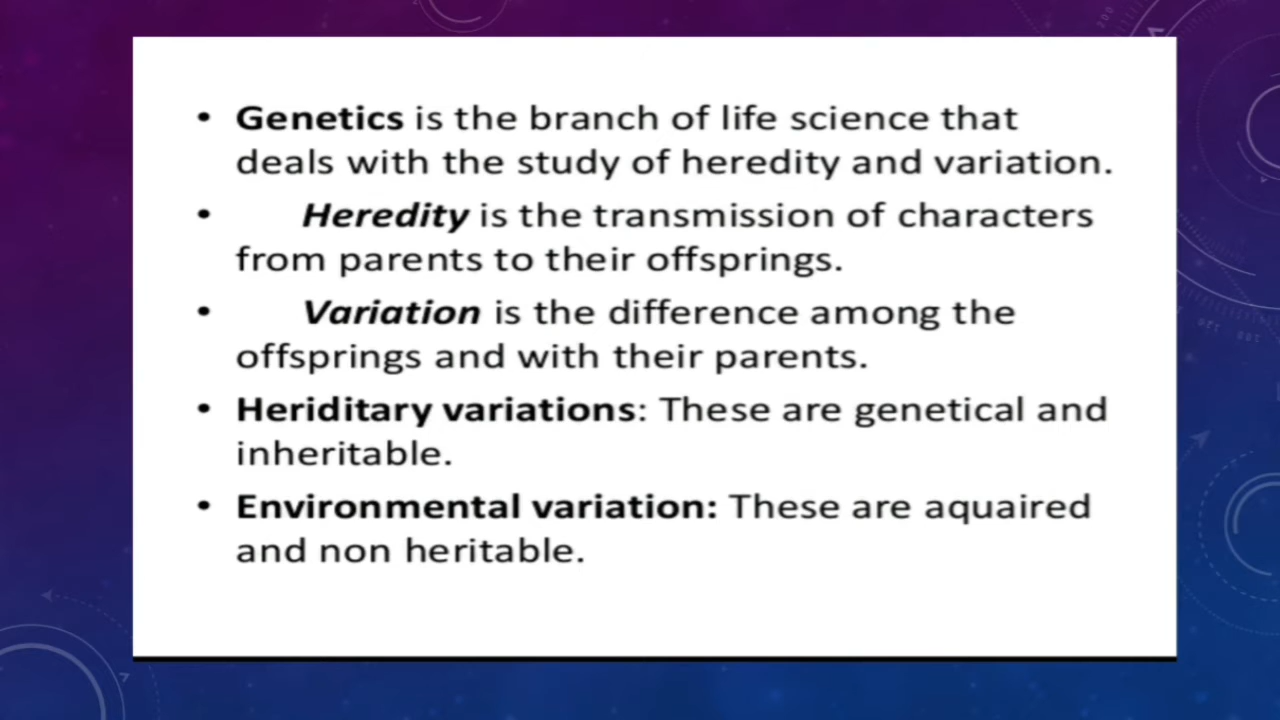 • Genetics is the branch of life science that
deals with the study of heredity and variation.
• Heredity is the transmission of characters
from parents to their offsprings.
• Variation is the difference among the
offsprings and with their parents.
• Heriditary variations: These are genetical and
inheritable.
• Environmental variation: These are aquaired
and non heritable.